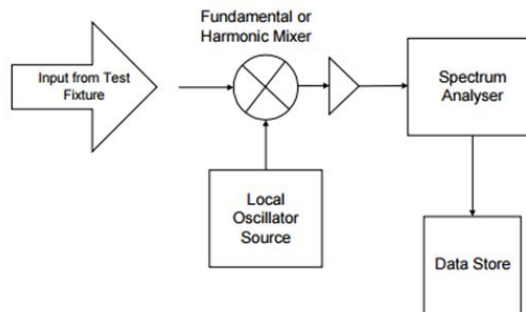 Fundamental or
Harmonic Mixer
Input from Test
Fixture
Spectrum
Analyser
Local
Oscillator
Source
Data Store